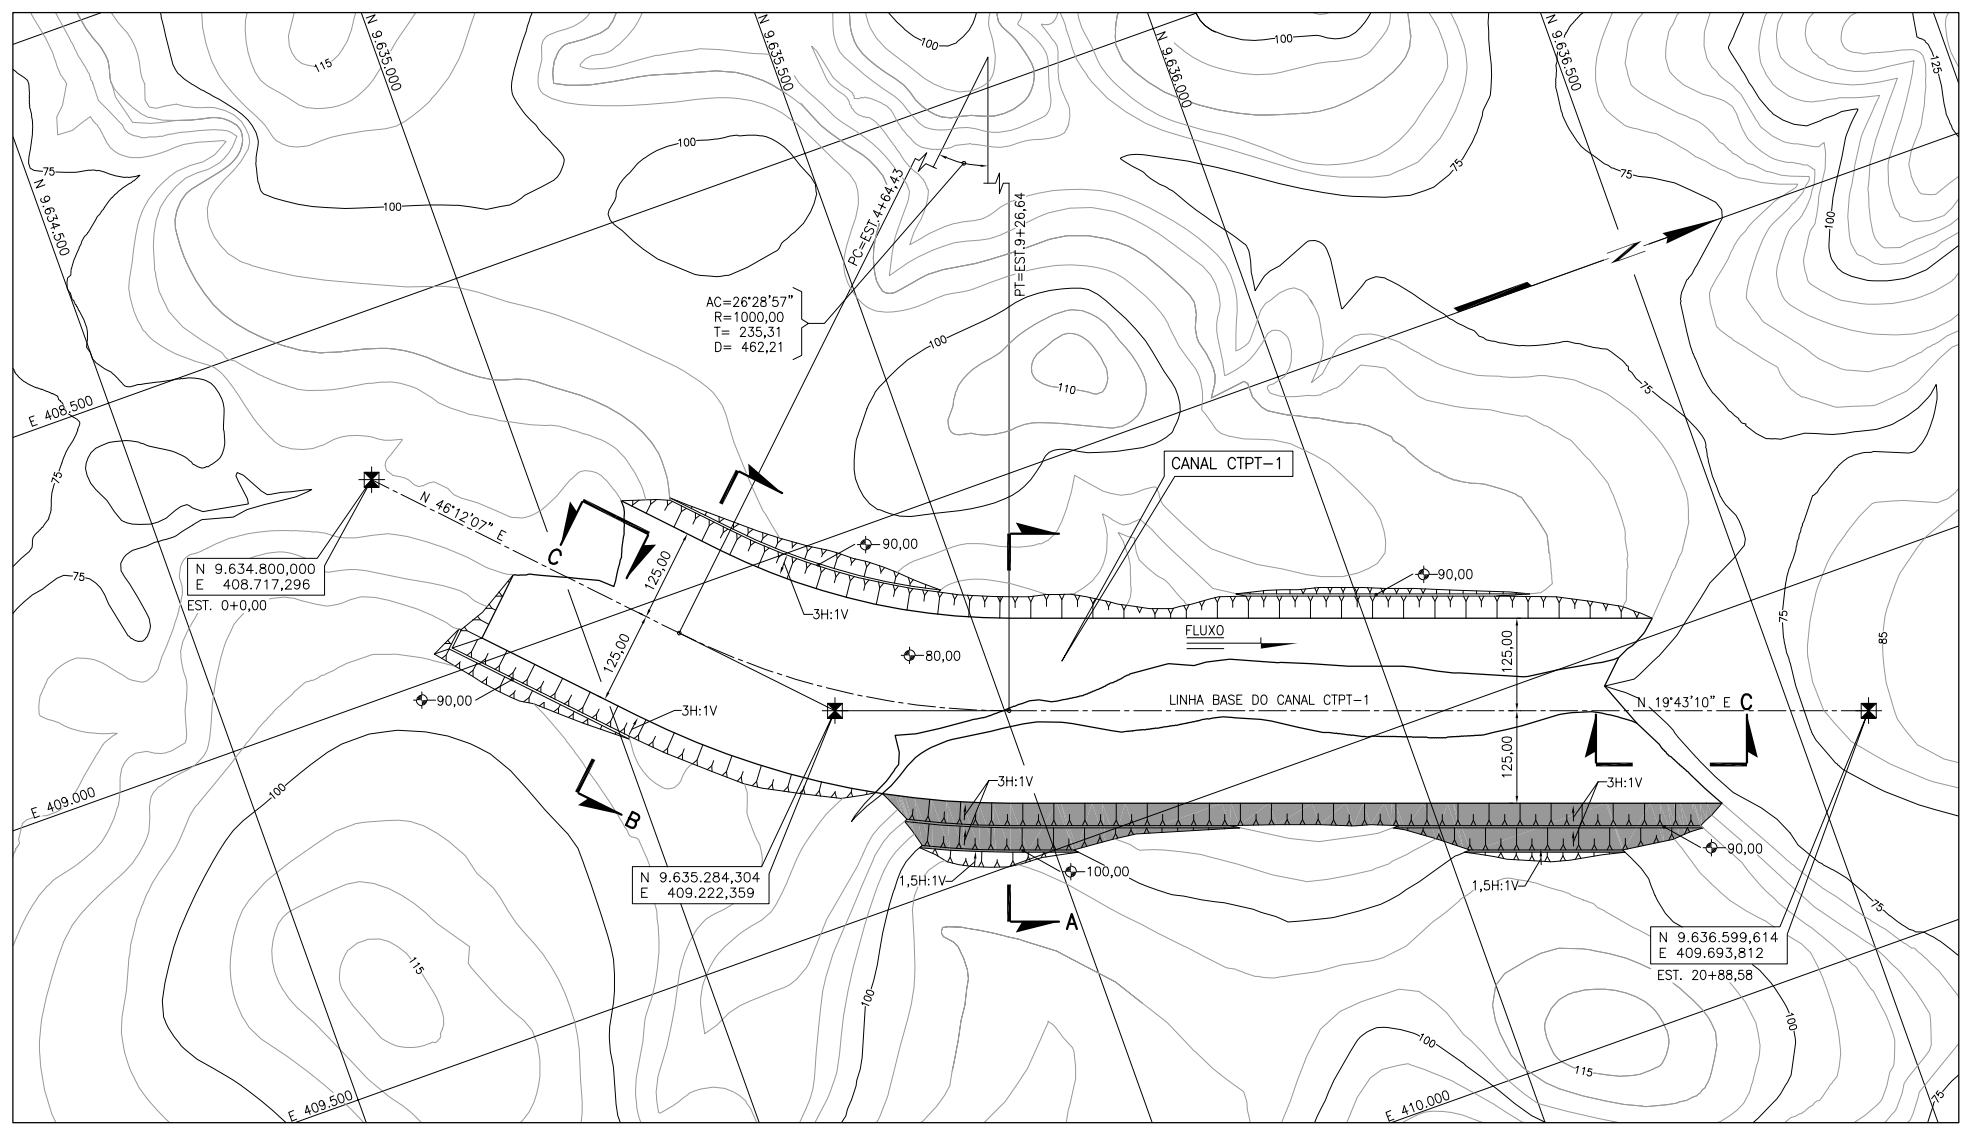 100
100
115
N 9.635.000
N 9.635.500
N 9.636.000
N 9.636.500
125
75
100
75
75
N 9.634.500
100
PC=EST.4+64,43
PT=EST.9+26,64
100
N
AC=26°28'57"
R=1000,00
T= 235,31
D= 462,21
100
110
75
E 408.500
CANAL CTPT-1
75
N 46°12'07" E
C
90,00
125,00
90,00
N 9.634.800,000
E 408.717,296
EST. 0+0,00
75
3H:1V
FLUXO
125,00
80,00
125,00
75
85
90,00
3H:1V
LINHA BASE DO CANAL CTPT-1
N 19°43'10" E
C
125,00
E 409.000
100
B
3H:1V
3H:1V
90,00
N 9.635.284,304
E 409.222,359
1,5H:1V
100,00
1,5H:1V
A
75
N 9.636.599,614
E 409.693,812
EST. 20+88,58
115
100
100
100
115
E 409.500
E 410.000
75